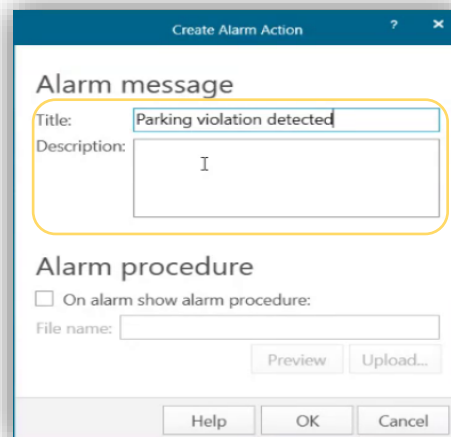 Create Alarm Action ? ×
Alarm message
Title: Parking violation detected
Description:
Alarm procedure
On alarm show alarm procedure:
File name:
Preview Upload...
Help OK Cancel